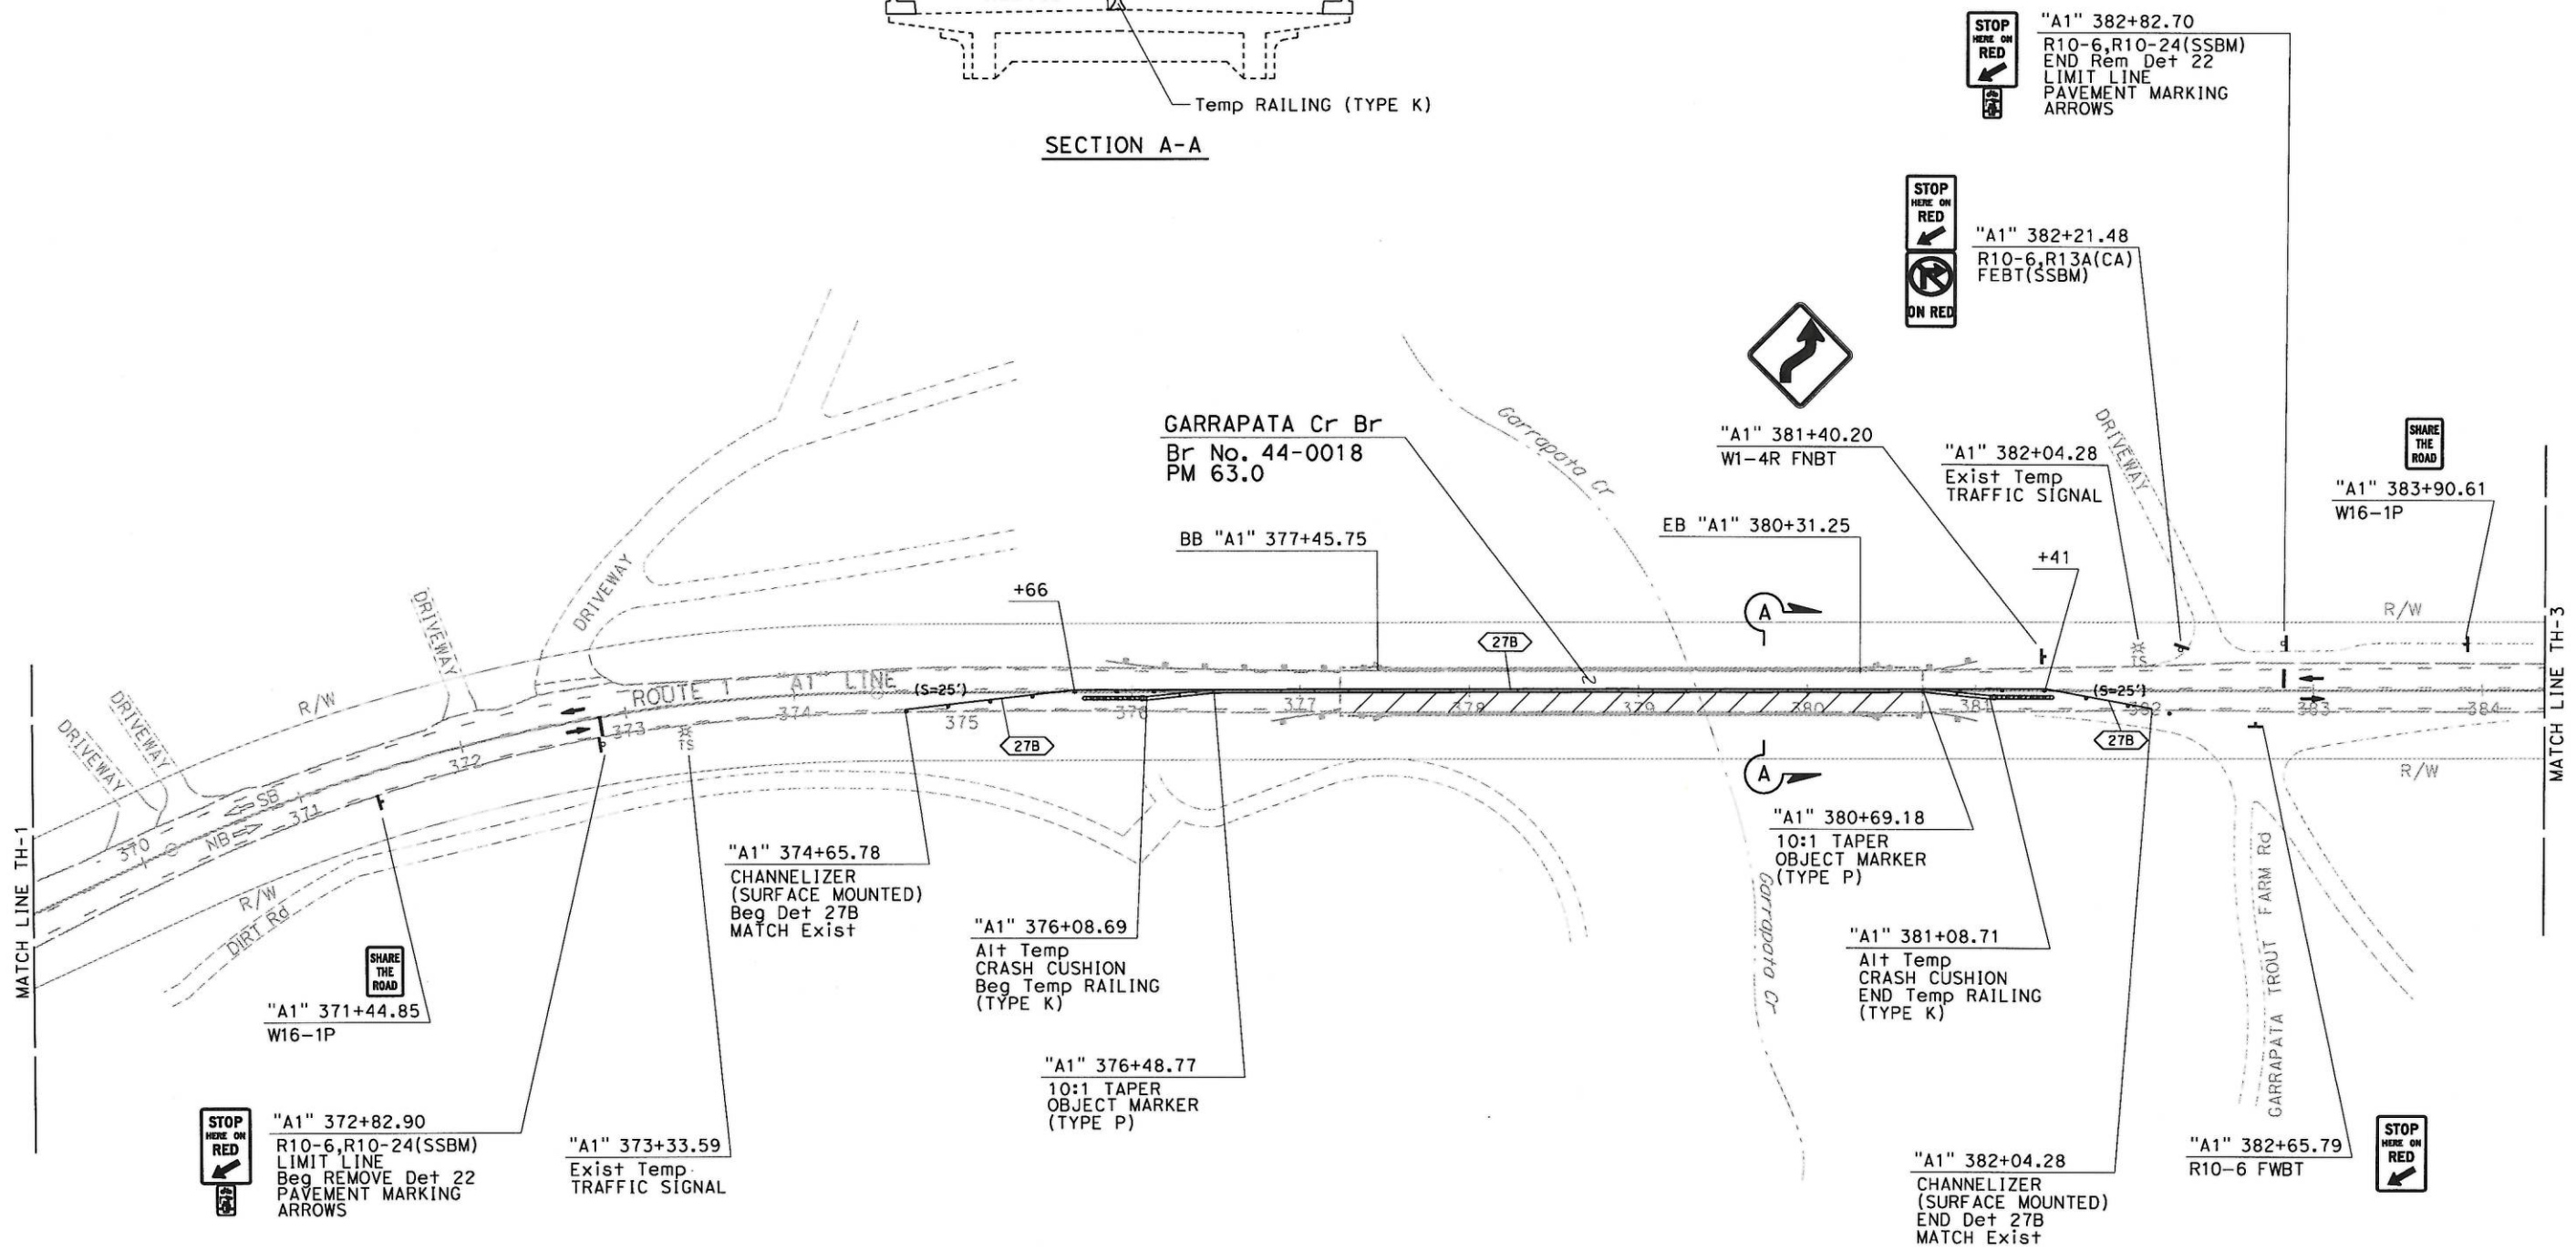 Temp RAILING (TYPE K)
SECTION A-A
STOP
HERE ON
RED
"A1" 382+82.70
R10-6,R10-24(SSBM)
END Rem Det 22
LIMIT LINE
PAVEMENT MARKING
ARROWS
STOP
HERE ON
RED
ON RED
"A1" 382+21.48
R10-6,R13A(CA)
FEBT(SSBM)
GARRAPATA Cr Br
Br No. 44-0018
PM 63.0
Garrapata Cr
"A1" 381+40.20
W1-4R FNBT
"A1" 382+04.28
Exist Temp
TRAFFIC SIGNAL
DRIVEWAY
SHARE
THE
ROAD
"A1" 383+90.61
W16-1P
BB "A1" 377+45.75
EB "A1" 380+31.25
+41
+66
A
27B
R/W
MATCH LINE TH-3
DRIVEWAY
DRIVEWAY
DRIVEWAY
DRIVEWAY
R/W
ROUTE 1 "A1" LINE
(S=25')
(S=25')
TS
TS
370
371
372
373
374
375
376
377
378
379
380
381
382
383
384
SB
NB
27B
27B
A
R/W
R/W
DIRT Rd
MATCH LINE TH-1
SHARE
THE
ROAD
"A1" 371+44.85
W16-1P
"A1" 374+65.78
CHANNELIZER
(SURFACE MOUNTED)
Beg Det 27B
MATCH Exist
"A1" 376+08.69
Alt Temp
CRASH CUSHION
Beg Temp RAILING
(TYPE K)
"A1" 376+48.77
10:1 TAPER
OBJECT MARKER
(TYPE P)
"A1" 380+69.18
10:1 TAPER
OBJECT MARKER
(TYPE P)
Garrapata Cr
"A1" 381+08.71
Alt Temp
CRASH CUSHION
END Temp RAILING
(TYPE K)
GARRAPATA TROUT FARM Rd
STOP
HERE ON
RED
"A1" 372+82.90
R10-6,R10-24(SSBM)
LIMIT LINE
Beg REMOVE Det 22
PAVEMENT MARKING
ARROWS
"A1" 373+33.59
Exist Temp
TRAFFIC SIGNAL
"A1" 382+04.28
CHANNELIZER
(SURFACE MOUNTED)
END Det 27B
MATCH Exist
"A1" 382+65.79
R10-6 FWBT
STOP
HERE ON
RED